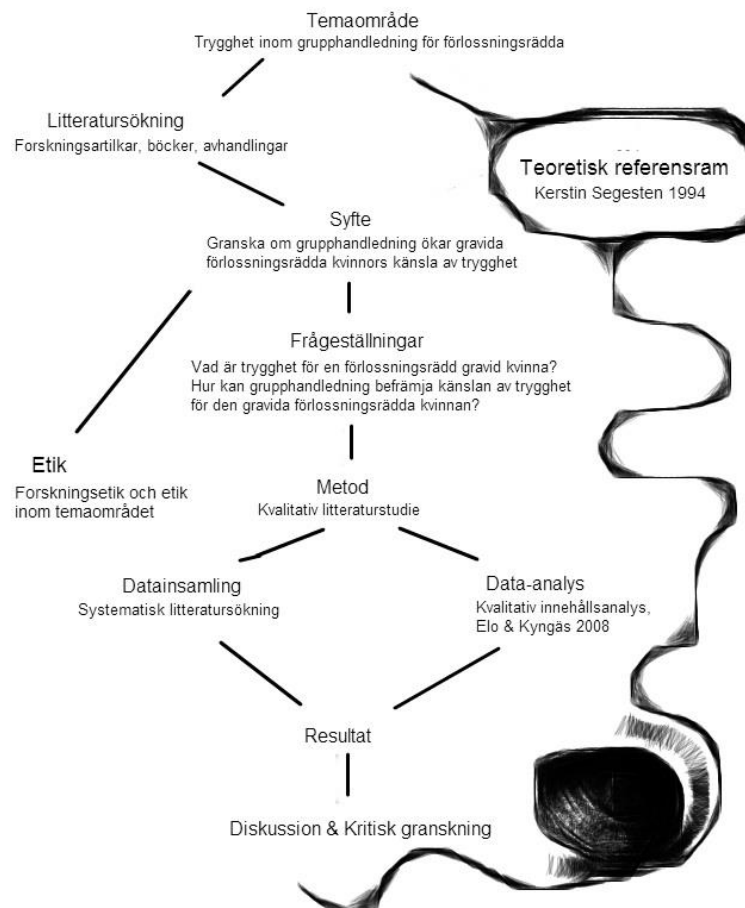 Temaområde
Trygghet inom grupphandledning för förlossningsrädda
Litteratursökning
Forskningsartilkar, böcker, avhandlingar
Teoretisk referensram
Kerstin Segesten 1994
Syfte
Granska om grupphandledning ökar gravida
förlossningsrädda kvinnors känsla av trygghet
Frågeställningar
Vad är trygghet för en förlossningsrädd gravid kvinna?
Hur kan grupphandledning befrämja känslan av trygghet
för den gravida förlossningsrädda kvinnan?
Etik
Forskningsetik och etik
inom temaområdet
Metod
Kvalitativ litteraturstudie
Datainsamling
Systematisk litteratursökning
Data-analys
Kvalitativ innehållsanalys,
Elo & Kyngäs 2008
Resultat
Diskussion & Kritisk granskning